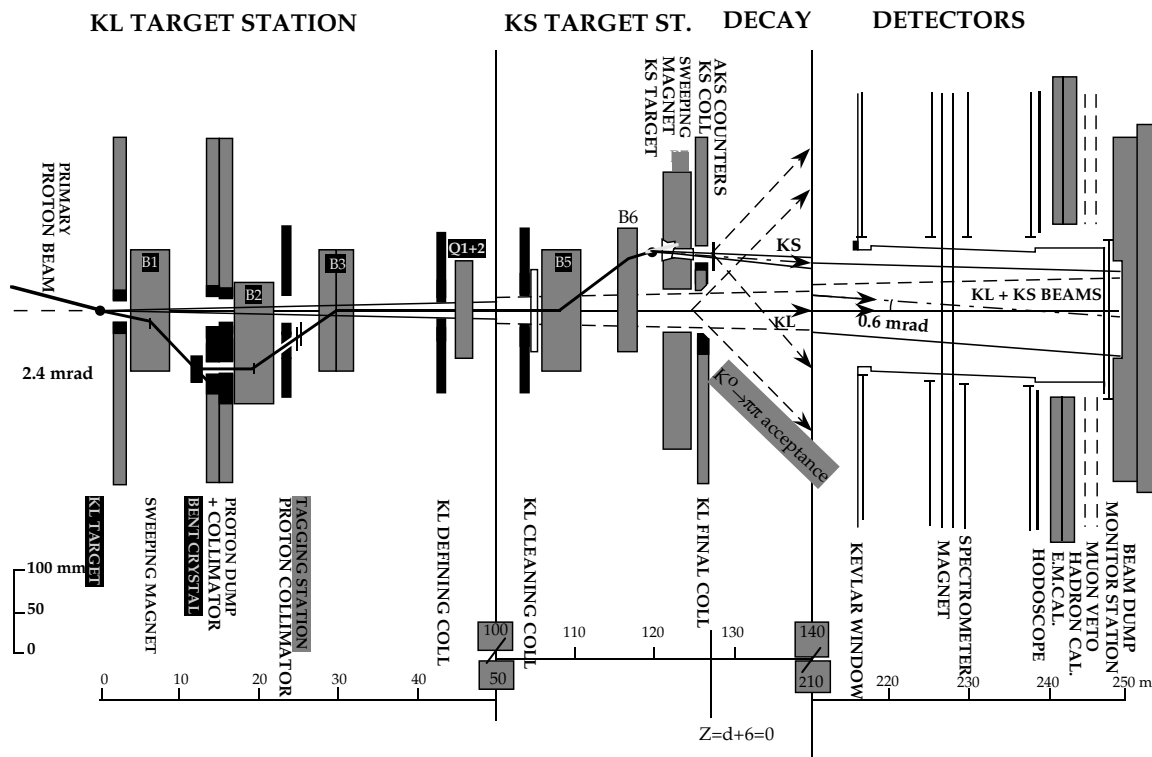 KL TARGET STATION
KS TARGET ST.
DECAY
DETECTORS
PRIMARY
PROTON BEAM
KS TARGET
MAGNET
SWEEPING
KS COLL
AKS COUNTERS
B1
B2
B3
Q1+2
B5
B6
KS
KL
KL + KS BEAMS
0.6 mrad
2.4 mrad
K⁰→ππ acceptance
KL TARGET
SWEEPING MAGNET
BENT CRYSTAL
PROTON DUMP
+ COLLIMATOR
TAGGING STATION
PROTON COLLIMATOR
KL DEFINING COLL
KL CLEANING COLL
KL FINAL COLL
KEVLAR WINDOW
MAGNET
SPECTROMETER
HODOSCOPE
E.M.CAL.
HADRON CAL.
MUON VETO
MONITOR STATION
BEAM DUMP
100 mm
50
0
100
110
120
130
140
0
10
20
30
40
50
210
220
230
240
250 m
Z=d+6=0